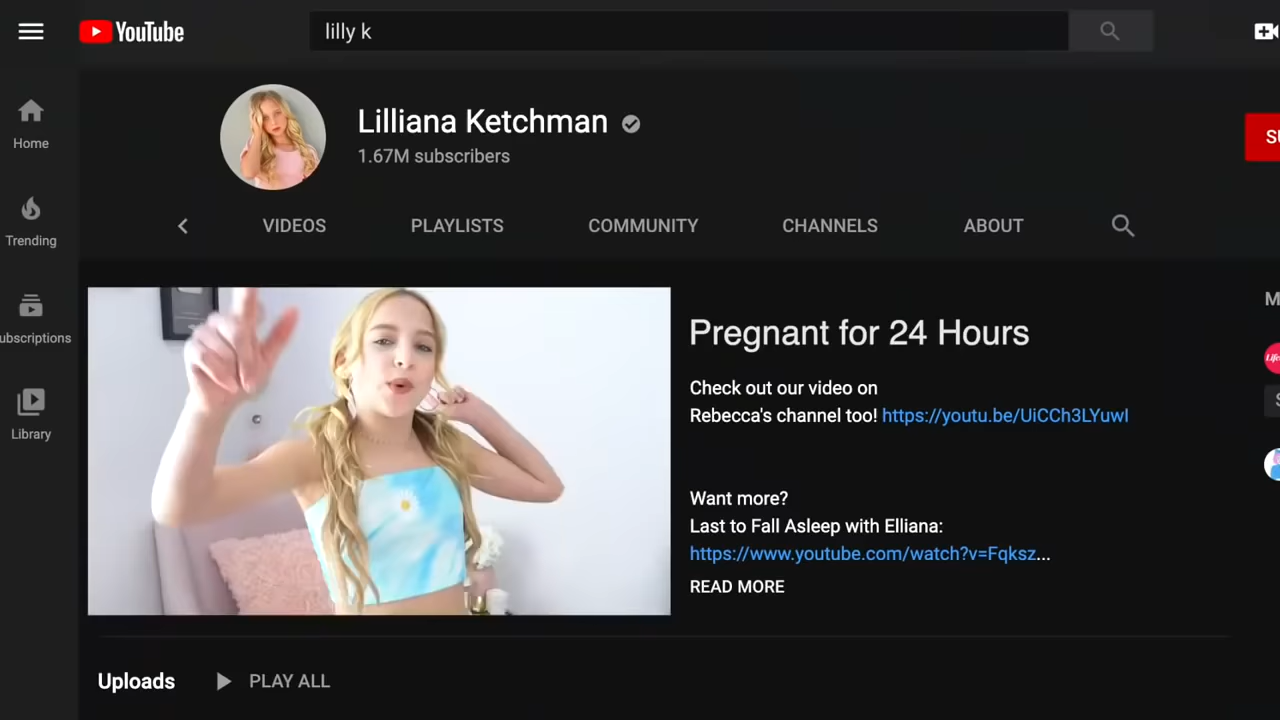 YouTube
lilly k
Home
Trending
ubscriptions
Library
Lilliana Ketchman
1.67M subscribers
SU
VIDEOS
PLAYLISTS
COMMUNITY
CHANNELS
ABOUT
Pregnant for 24 Hours
Check out our video on
Rebecca's channel too! https://youtu.be/UiCCh3LYuwI
Want more?
Last to Fall Asleep with Elliana:
https://www.youtube.com/watch?v=Fqksz...
READ MORE
M
S
Uploads
PLAY ALL